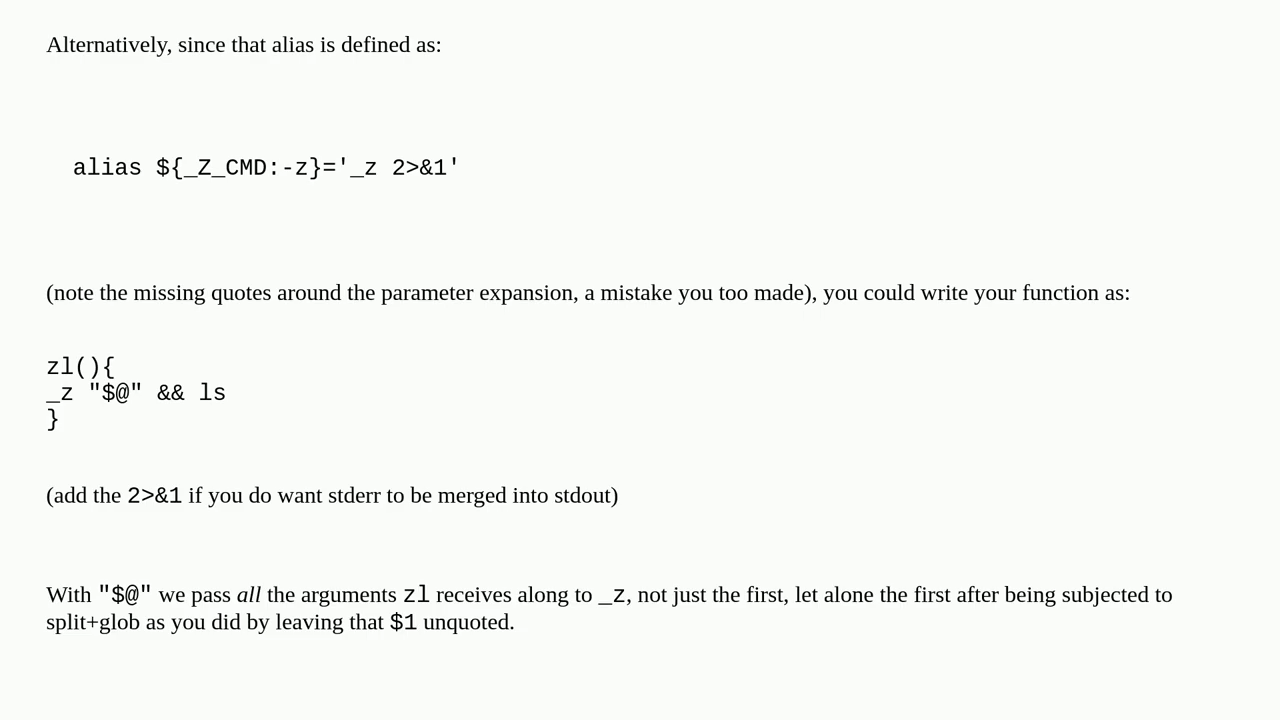 Alternatively, since that alias is defined as:
alias ${_Z_CMD:-z}='_z 2>&1'
(note the missing quotes around the parameter expansion, a mistake you too made), you could write your function as:
zl(){
_z "$@" && ls
}
(add the 2>&1 if you do want stderr to be merged into stdout)
With "$@" we pass all the arguments zl receives along to _z, not just the first, let alone the first after being subjected to
split+glob as you did by leaving that $1 unquoted.